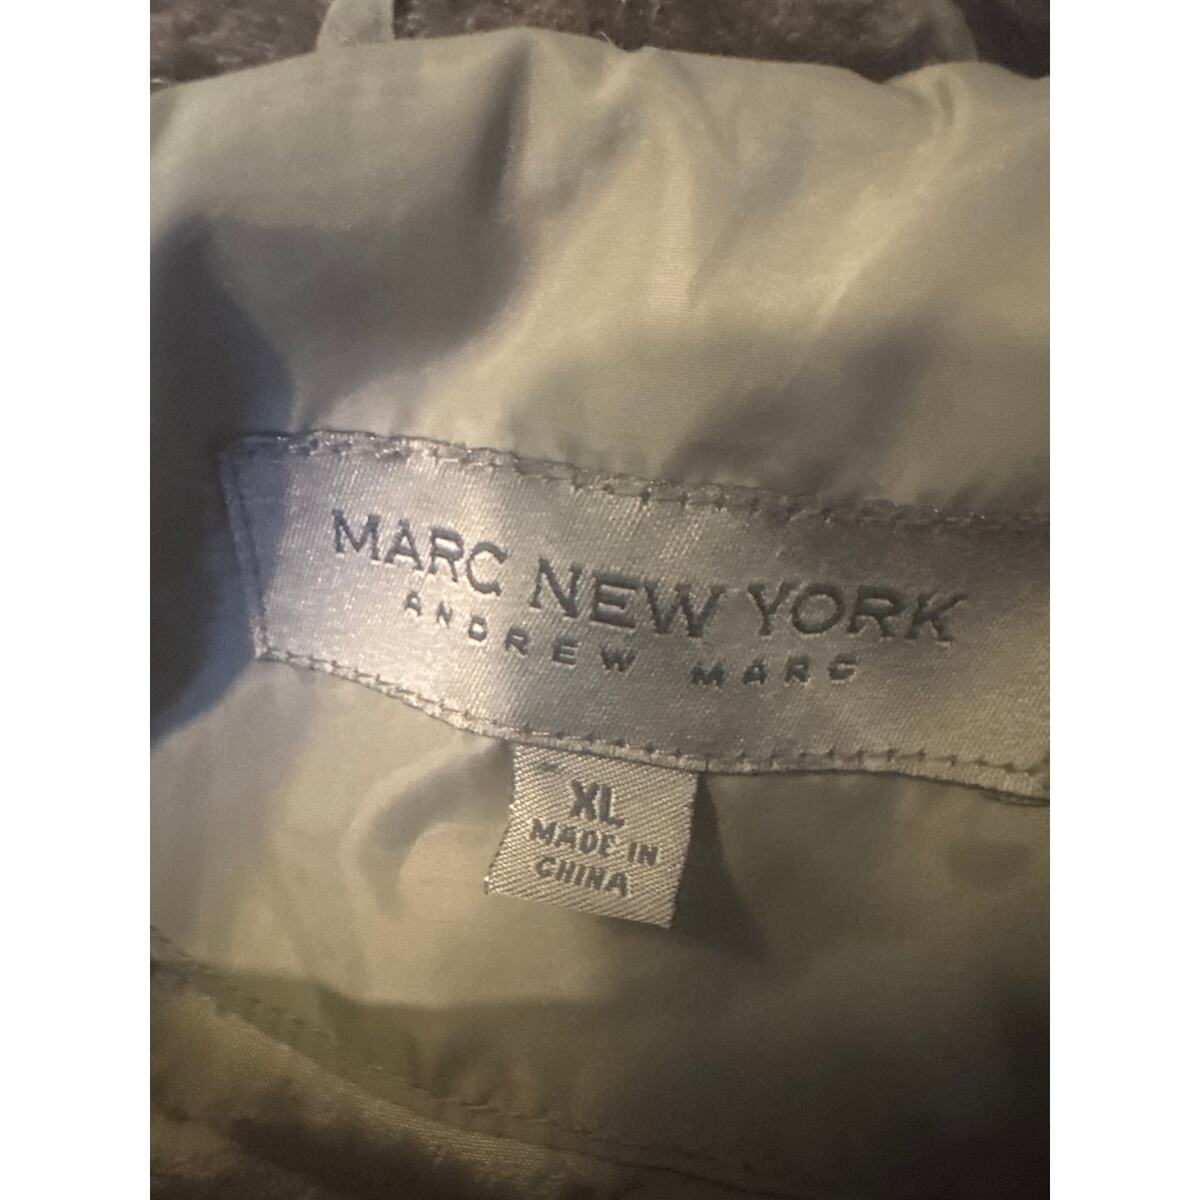 MARC NEW YORK
ANDREW MARC
XL
MADE IN
CHINA